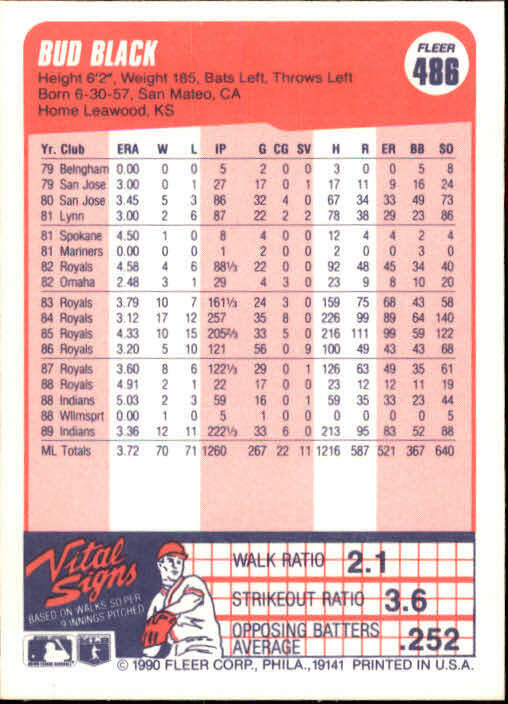 BUD BLACK
FLEER
486
Height 6'2", Weight 185, Bats Left, Throws Left
Born 6-30-57, San Mateo, CA
Home Leawood, KS
Yr. Club ERA W L IP G CG SV H R ER BB SO
79 Belngham 0.00 0 0 5 2 0 0 3 0 0 5 8
79 San Jose 3.00 0 1 27 17 0 1 17 11 9 16 24
80 San Jose 3.45 5 3 86 32 4 0 67 34 33 49 73
81 Lynn 3.00 2 6 87 22 2 2 78 38 29 23 86
81 Spokane 4.50 1 0 8 4 0 0 12 4 4 2 4
81 Mariners 0.00 0 0 1 2 0 0 2 0 0 3 0
82 Royals 4.58 4 6 88⅓ 22 0 0 92 48 45 34 40
82 Omaha 2.48 3 1 29 4 3 0 23 9 8 10 20
83 Royals 3.79 10 7 161⅓ 24 3 0 159 75 68 43 58
84 Royals 3.12 17 12 257 35 8 0 226 99 89 64 140
85 Royals 4.33 10 15 205⅔ 33 5 0 216 111 99 59 122
86 Royals 3.20 5 10 121 56 0 9 100 49 43 43 68
87 Royals 3.60 8 6 122⅓ 29 0 1 126 63 49 35 61
88 Royals 4.91 2 1 22 17 0 0 23 12 12 11 19
88 Indians 5.03 2 3 59 16 0 1 59 35 33 23 44
88 Wllmsprt 0.00 1 0 5 1 0 0 0 0 0 0 5
89 Indians 3.36 12 11 222⅓ 33 6 0 213 95 83 52 88
ML Totals 3.72 70 71 1260 267 22 11 1216 587 521 367 640
Vital
Signs
BASED ON WALKS, SO PER
9 INNINGS PITCHED
WALK RATIO 2.1
STRIKEOUT RATIO 3.6
OPPOSING BATTERS
AVERAGE .252
© 1990 FLEER CORP., PHILA., 19141 PRINTED IN U.S.A.